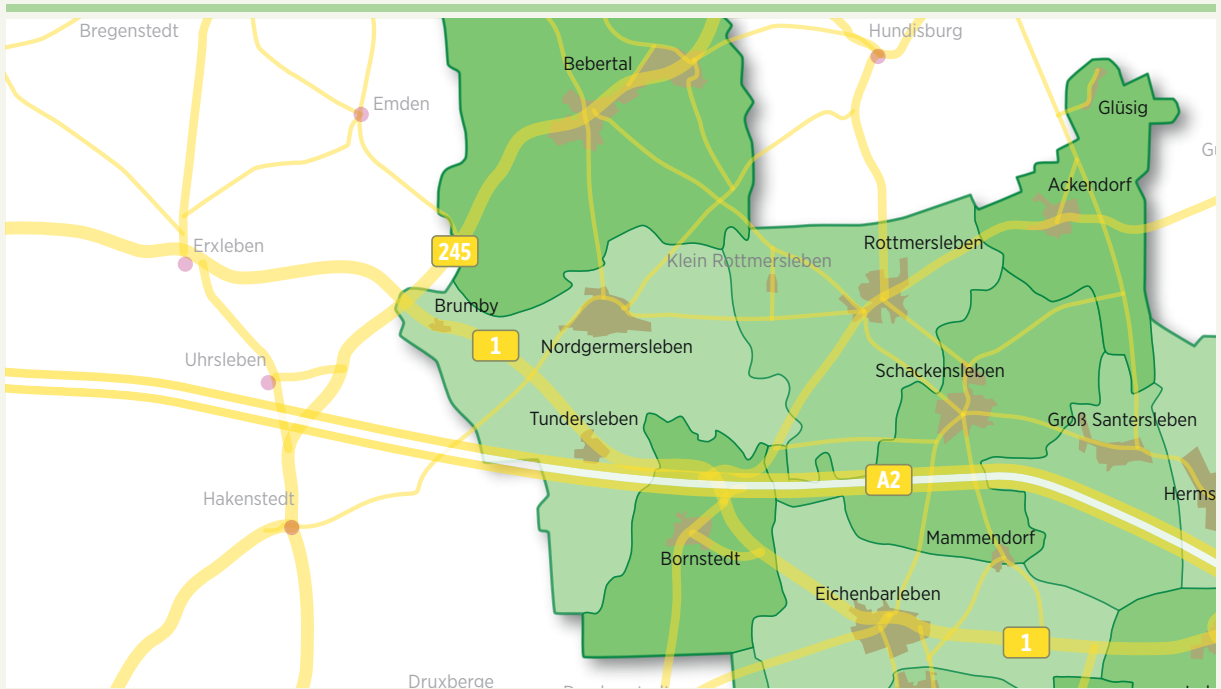 Bregenstedt
Hundisburg
Bebertal
Emden
Glüsig
Ackendorf
Erxleben
245
Rottmersleben
Klein Rottmersleben
Brumby
1
Nordgermersleben
Uhrsleben
Schackensleben
Tundersleben
Groß Santersleben
A2
Hakenstedt
Herms
Mammendorf
Bornstedt
Eichenbarleben
1
Druxberge